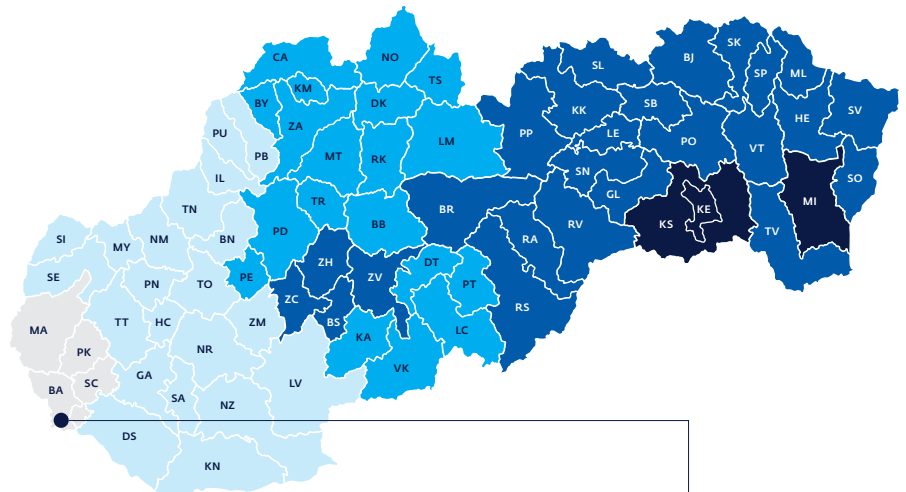 CA
NO
KM
TS
BY
DK
ZA
PU
LM
PB
MT
RK
IL
SL
BJ
SK
SP
ML
KK
SB
HE
SV
PP
LE
PO
VT
SN
GL
SO
MI
TN
TR
BR
BB
KS
KE
TV
RV
RA
SI
MY
NM
BN
PD
SE
PN
TO
PE
ZH
ZV
DT
PT
ZC
RS
MA
TT
HC
ZM
BS
KA
LC
PK
NR
VK
BA
SC
GA
SA
NZ
LV
DS
KN